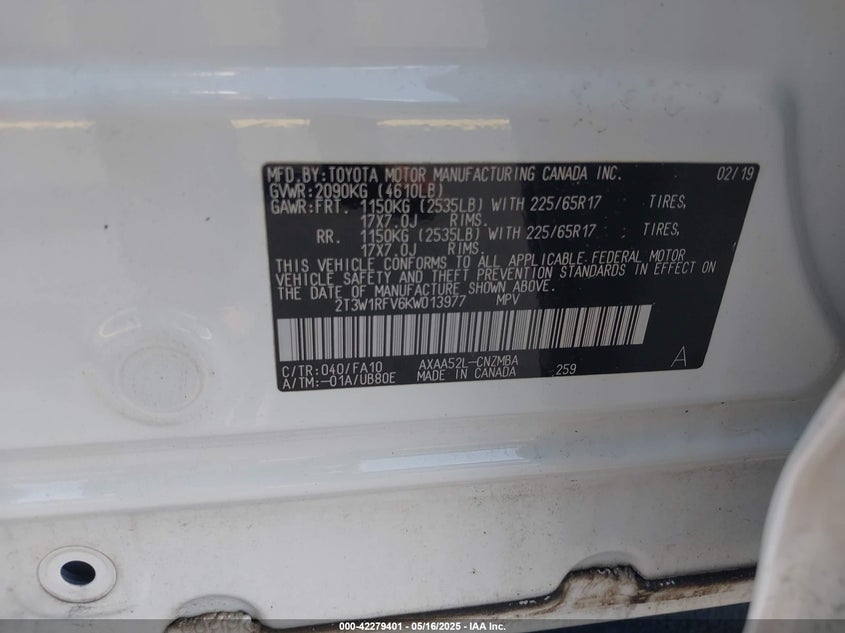 MFD.BY:TOYOTA MOTOR MANUFACTURING CANADA INC. 02/19
GVWR:2090KG (4610LB)
GAWR:FRT. 1150KG (2535LB) WITH 225/65R17 TIRES,
17X7.0J RIMS.
RR. 1150KG (2535LB) WITH 225/65R17 TIRES,
17X7.0J RIMS.
THIS VEHICLE CONFORMS TO ALL APPLICABLE FEDERAL MOTOR
VEHICLE SAFETY AND THEFT PREVENTION STANDARDS IN EFFECT ON
THE DATE OF MANUFACTURE SHOWN ABOVE.
2T3W1RFV6KW013977 MPV
C/TR:040/FA10 AXAA52L-CNZMBA
A/TM:-01A/UB80E MADE IN CANADA 259 A
000-42279401 - 05/16/2025 - IAA Inc.